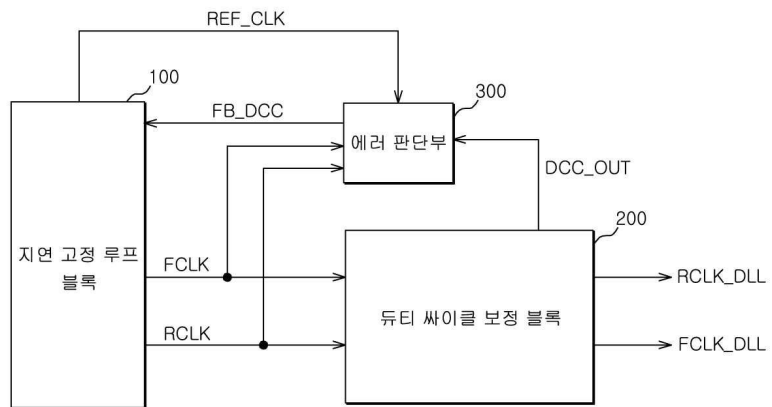 REF_CLK
100
FB_DCC
300
에러 판단부
DCC_OUT
200
지연 고정 루프
블록
FCLK
RCLK
듀티 싸이클 보정 블록
RCLK_DLL
FCLK_DLL